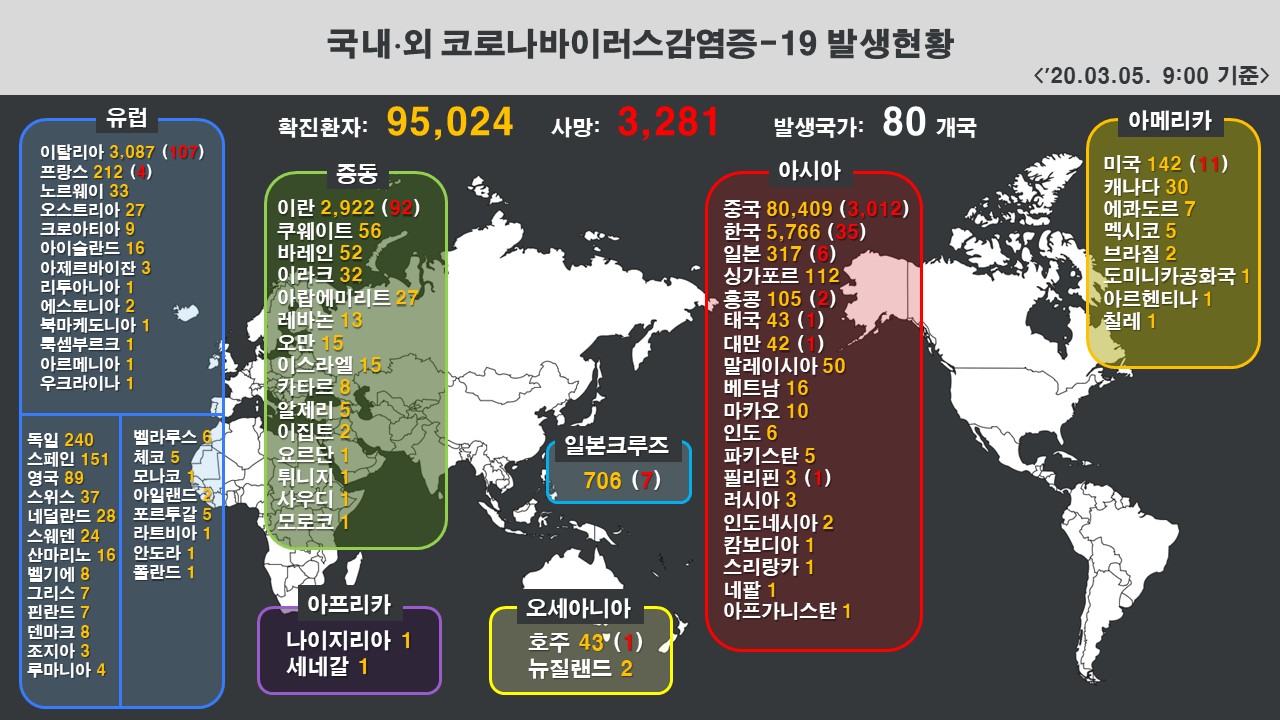 국내·외 코로나바이러스감염증-19 발생현황
<'20.03.05. 9:00 기준>
확진환자: 95,024 사망: 3,281 발생국가: 80 개국
유럽
이탈리아 3,087 (107)
프랑스 212 (4)
노르웨이 33
오스트리아 27
크로아티아 9
아이슬란드 16
아제르바이잔 3
리투아니아 1
에스토니아 2
북마케도니아 1
룩셈부르크 1
아르메니아 1
우크라이나 1
독일 240
스페인 151
영국 89
스위스 37
네덜란드 28
스웨덴 24
산마리노 16
벨기에 8
그리스 7
핀란드 7
덴마크 8
조지아 3
루마니아 4
벨라루스 6
체코 5
모나코 1
아일랜드
포르투갈 5
라트비아 1
안도라 1
폴란드 1
중동
이란 2,922 (92)
쿠웨이트 56
바레인 52
이라크 32
아랍에미리트 27
레바논 13
오만 15
이스라엘 15
카타르 8
알제리 5
이집트 2
요르단 1
튀니지 1
사우디 1
모로코 1
아프리카
나이지리아 1
세네갈 1
일본크루즈
706 (7)
오세아니아
호주 43 (1)
뉴질랜드 2
아시아
중국 80,409 (3,012)
한국 5,766 (35)
일본 317 (6)
싱가포르 112
홍콩 105 (2)
태국 43 (1)
대만 42 (1)
말레이시아 50
베트남 16
마카오 10
인도 6
파키스탄 5
필리핀 3 (1)
러시아 3
인도네시아 2
캄보디아 1
스리랑카 1
네팔 1
아프가니스탄 1
아메리카
미국 142 (11)
캐나다 30
에콰도르 7
멕시코 5
브라질 2
도미니카공화국 1
아르헨티나 1
칠레 1